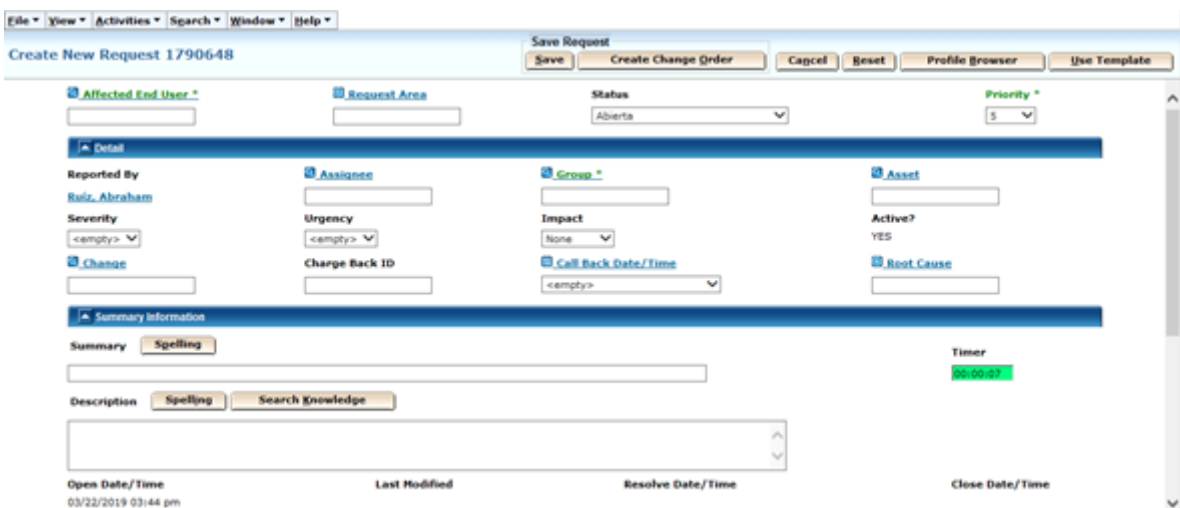 File View Activities Search Window Help
Save Request
Create New Request 1790648 Save Create Change Order Cancel Reset Profile Browser Use Template
Affected End User * Request Area Status Priority *
Abierta 5
Detail
Reported By Assignee Group * Asset
Ruiz, Abraham
Severity Urgency Impact Active?
<empty> <empty> None YES
Change Charge Back ID Call Back Date/Time Root Cause
<empty>
Summary Information
Summary Spelling
Timer
00:00:07
Description Spelling Search Knowledge
Open Date/Time Last Modified Resolve Date/Time Close Date/Time
03/22/2019 03:44 pm